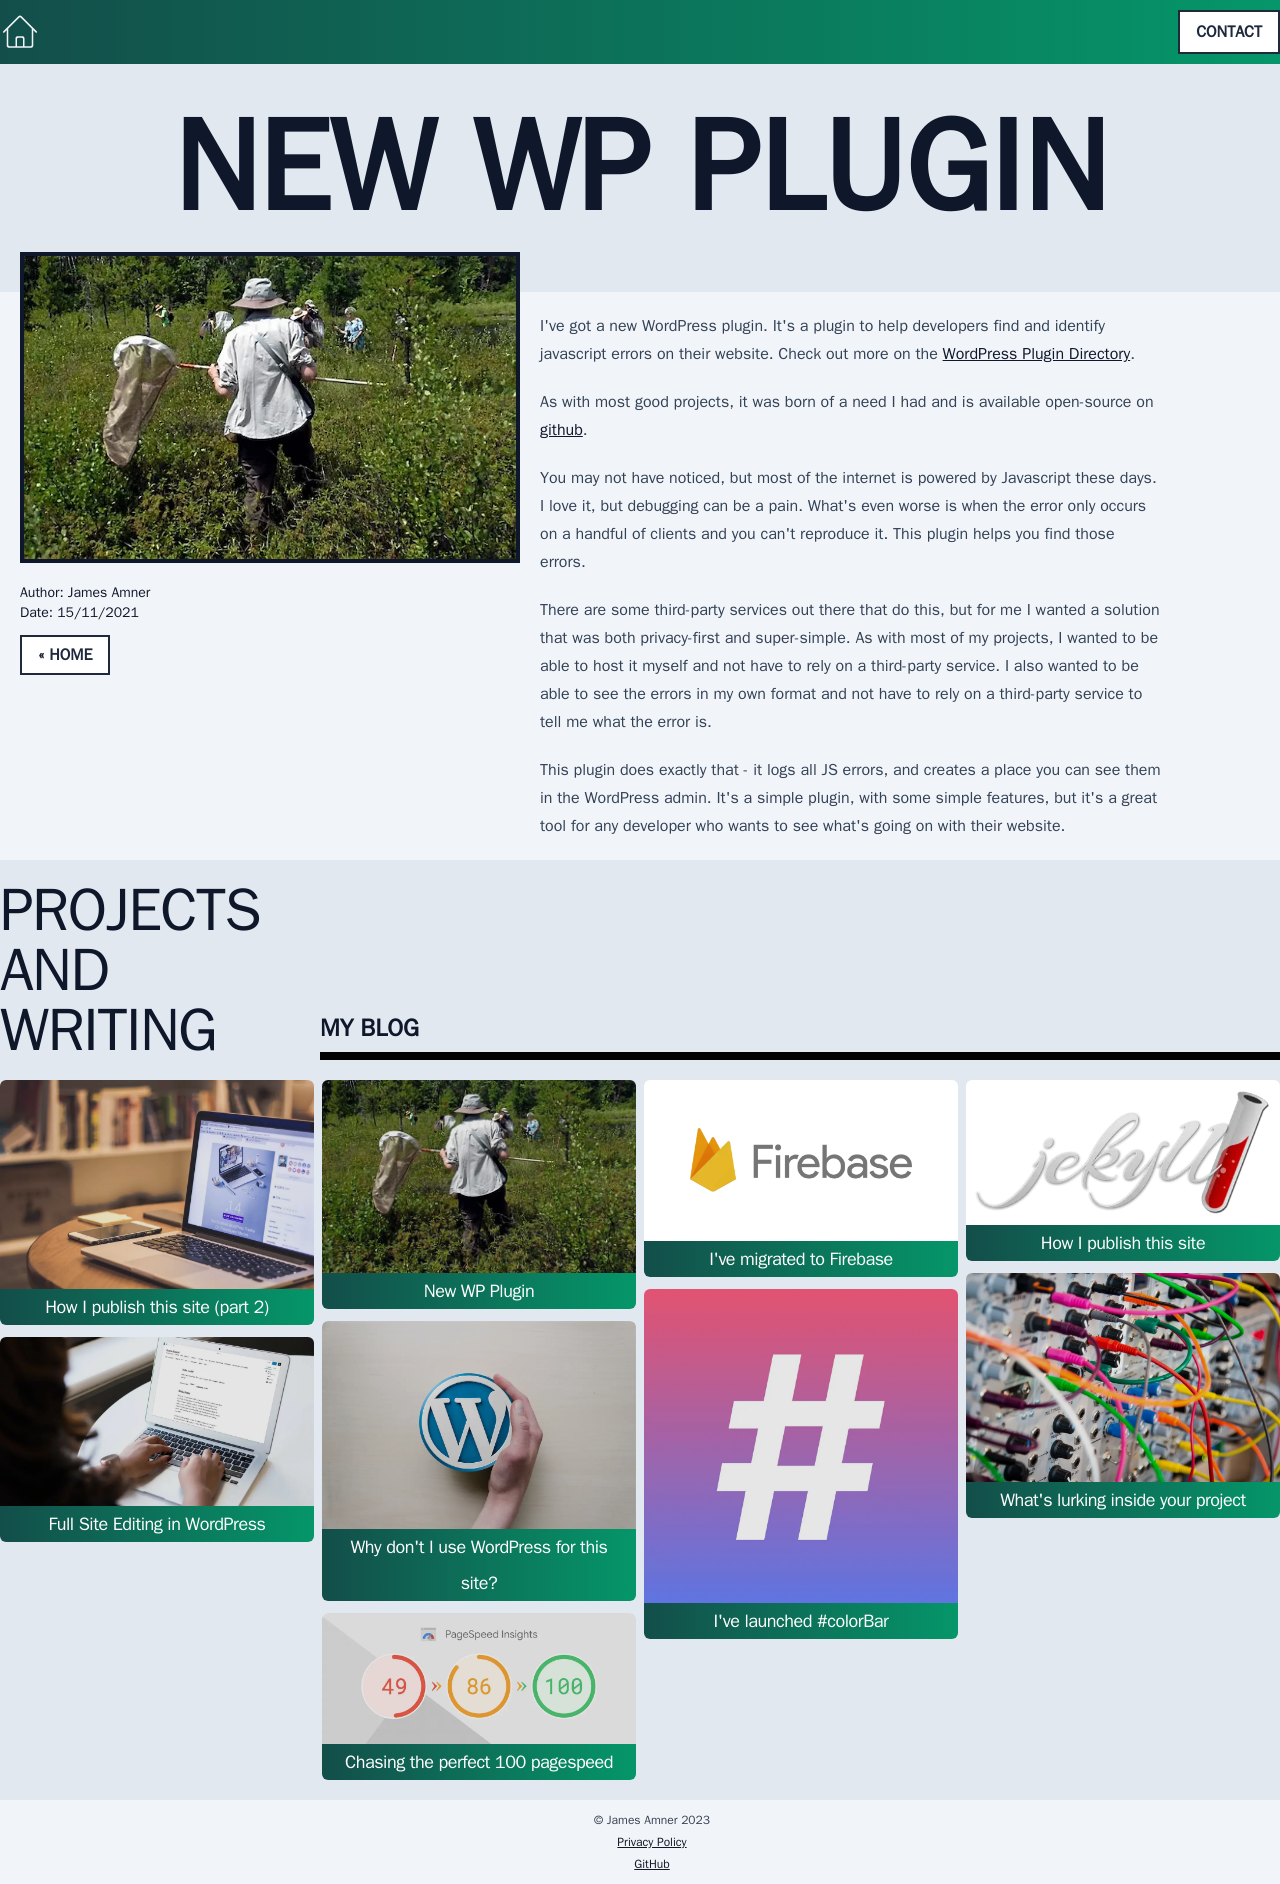 CONTACT
NEW WP PLUGIN
I've got a new WordPress plugin. It's a plugin to help developers find and identify
javascript errors on their website. Check out more on the WordPress Plugin Directory.
As with most good projects, it was born of a need I had and is available open-source on
github.
You may not have noticed, but most of the internet is powered by Javascript these days.
I love it, but debugging can be a pain. What's even worse is when the error only occurs
on a handful of clients and you can't reproduce it. This plugin helps you find those
errors.
There are some third-party services out there that do this, but for me I wanted a solution
that was both privacy-first and super-simple. As with most of my projects, I wanted to be
able to host it myself and not have to rely on a third-party service. I also wanted to be
able to see the errors in my own format and not have to rely on a third-party service to
tell me what the error is.
This plugin does exactly that - it logs all JS errors, and creates a place you can see them
in the WordPress admin. It's a simple plugin, with some simple features, but it's a great
tool for any developer who wants to see what's going on with their website.
Author: James Amner
Date: 15/11/2021
« HOME
PROJECTS
AND
WRITING
MY BLOG
How I publish this site (part 2)
Full Site Editing in WordPress
New WP Plugin
W
Why don't I use WordPress for this
site?
PageSpeed Insights
49 » 86 » 100
Chasing the perfect 100 pagespeed
Firebase
I've migrated to Firebase
#
I've launched #colorBar
jekyll
How I publish this site
What's lurking inside your project
© James Amner 2023
Privacy Policy
GitHub